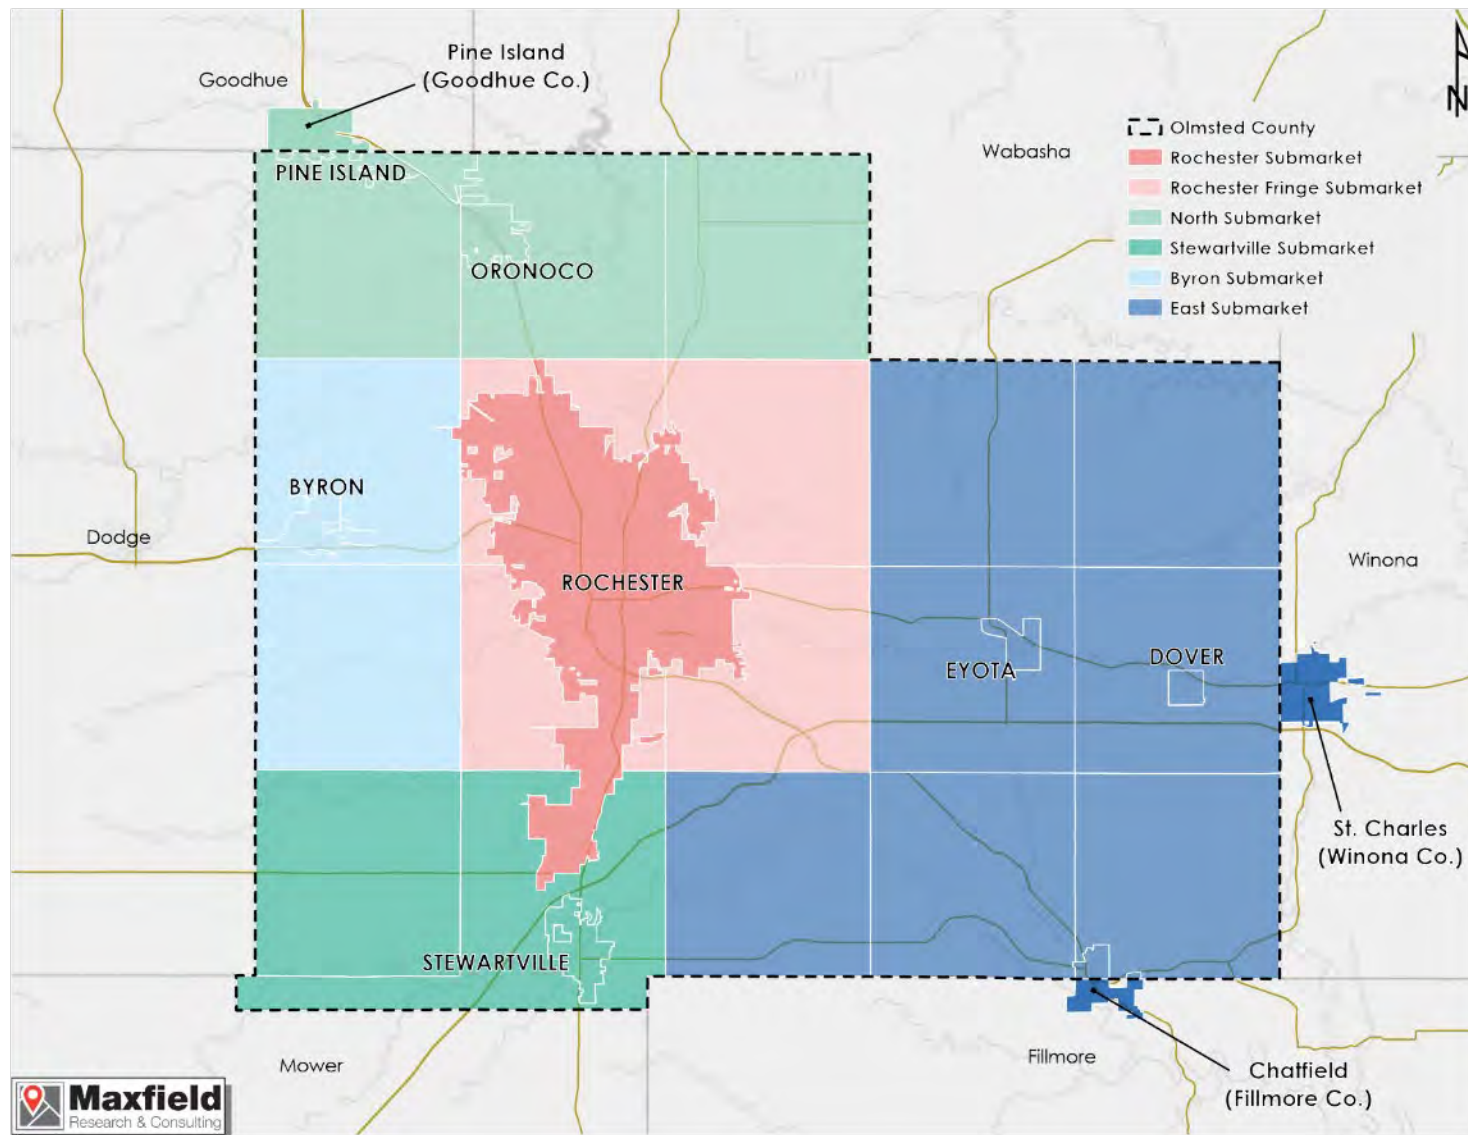 Pine Island
(Goodhue Co.)
Goodhue
N
Olmsted County
Wabasha
Rochester Submarket
PINE ISLAND
Rochester Fringe Submarket
North Submarket
Stewartville Submarket
ORONOCO
Byron Submarket
East Submarket
BYRON
Dodge
Winona
ROCHESTER
DOVER
EYOTA
St. Charles
(Winona Co.)
STEWARTVILLE
Mower
Fillmore
Chatfield
(Fillmore Co.)
Maxfield
Research & Consulting